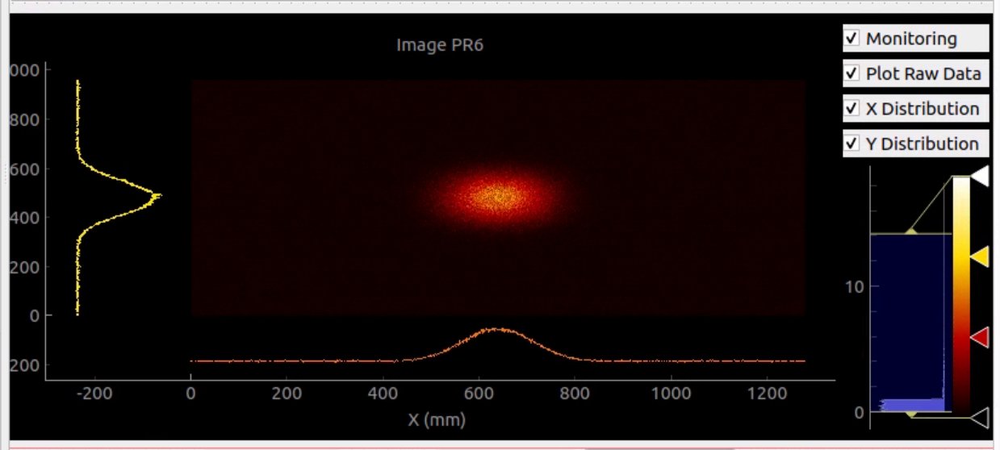 Image PR6
Monitoring
Plot Raw Data
X Distribution
Y Distribution
000
800
600
400
200
0
200
-200 0 200 400 600 800 1000 1200
X (mm)
10
0